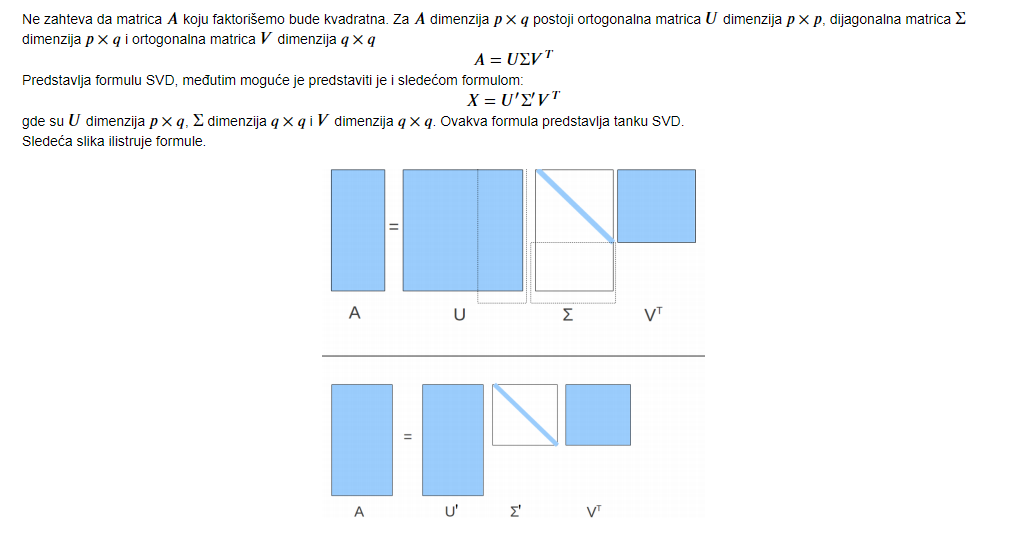 Ne zahteva da matrica A koju faktorišemo bude kvadratna. Za A dimenzija p × q postoji ortogonalna matrica U dimenzija p × p, dijagonalna matrica Σ
dimenzija p × q i ortogonalna matrica V dimenzija q × q
A = UΣV^T
Predstavlja formulu SVD, međutim moguće je predstaviti je i sledećom formulom:
X = U′Σ′V^T
gde su U dimenzija p × q, Σ dimenzija q × q i V dimenzija q × q. Ovakva formula predstavlja tanku SVD.
Sledeća slika ilistruje formule.
=
A U Σ V^T
=
A U' Σ' V^T